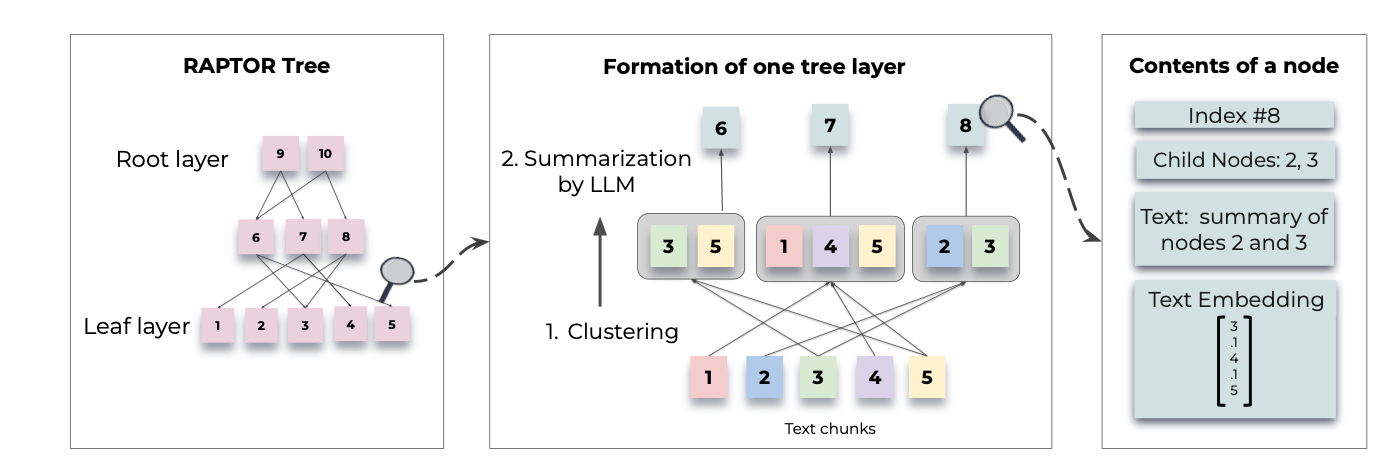 RAPTOR Tree
Root layer
9 10
6 7 8
Leaf layer
1 2 3 4 5
Formation of one tree layer
6 7 8
2. Summarization
by LLM
3 5 1 4 5 2 3
1. Clustering
1 2 3 4 5
Text chunks
Contents of a node
Index #8
Child Nodes: 2, 3
Text: summary of
nodes 2 and 3
Text Embedding
3
.1
4
.1
5